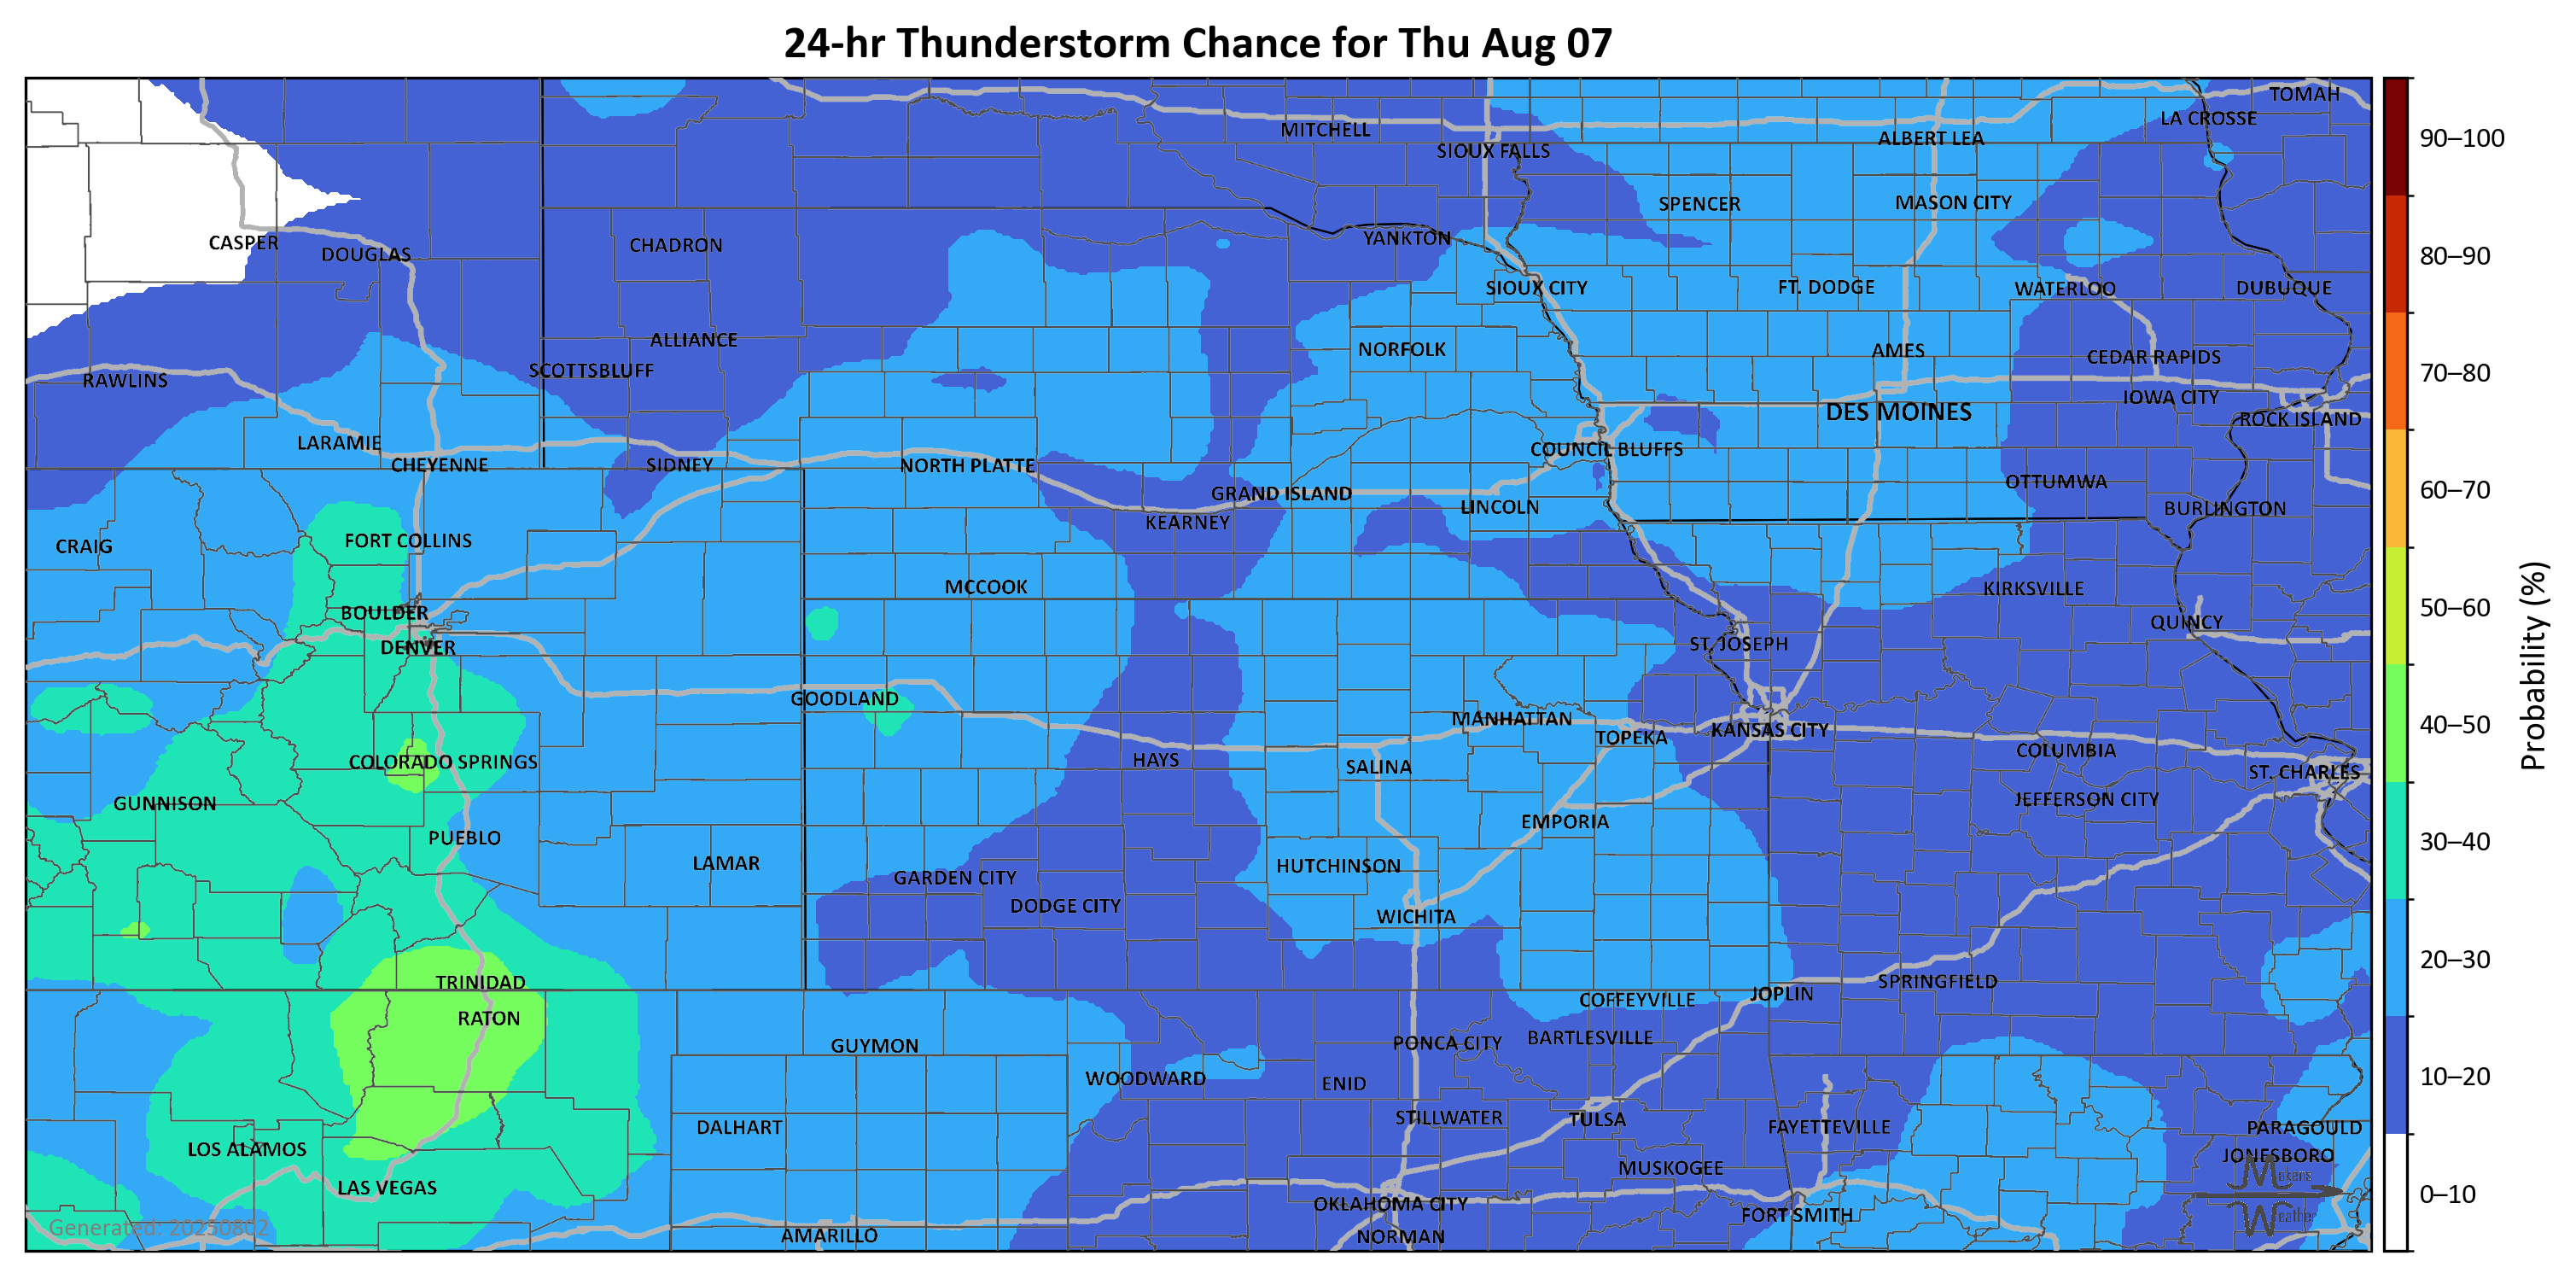 24-hr Thunderstorm Chance for Thu Aug 07
TOMAH
LA CROSSE
MITCHELL
ALBERT LEA
SIOUX FALLS
SPENCER
MASON CITY
CASPER
DOUGLAS
CHADRON
YANKTON
SIOUX CITY
FT. DODGE
WATERLOO
DUBUQUE
ALLIANCE
NORFOLK
AMES
CEDAR RAPIDS
RAWLINS
SCOTTSBLUFF
IOWA CITY
DES MOINES
ROCK ISLAND
LARAMIE
COUNCIL BLUFFS
CHEYENNE
SIDNEY
NORTH PLATTE
OTTUMWA
GRAND ISLAND
LINCOLN
BURLINGTON
KEARNEY
CRAIG
FORT COLLINS
MCCOOK
KIRKSVILLE
BOULDER
QUINCY
DENVER
ST. JOSEPH
GOODLAND
MANHATTAN
TOPEKA
KANSAS CITY
COLUMBIA
COLORADO SPRINGS
HAYS
SALINA
ST. CHARLES
GUNNISON
JEFFERSON CITY
EMPORIA
PUEBLO
LAMAR
HUTCHINSON
GARDEN CITY
DODGE CITY
WICHITA
TRINIDAD
SPRINGFIELD
JOPLIN
COFFEYVILLE
RATON
GUYMON
PONCA CITY
BARTLESVILLE
WOODWARD
ENID
STILLWATER
TULSA
DALHART
FAYETTEVILLE
PARAGOULD
LOS ALAMOS
JONESBORO
MUSKOGEE
LAS VEGAS
OKLAHOMA CITY
FORT SMITH
AMARILLO
NORMAN
Generated: 20250802
Mekens
Weather
90–100
80–90
70–80
60–70
50–60
40–50
30–40
20–30
10–20
0–10
Probability (%)